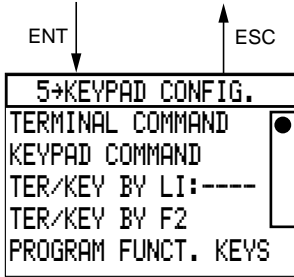 ENT ESC
5→KEYPAD CONFIG.
TERMINAL COMMAND
KEYPAD COMMAND
TER/KEY BY LI:----
TER/KEY BY F2
PROGRAM FUNCT. KEYS